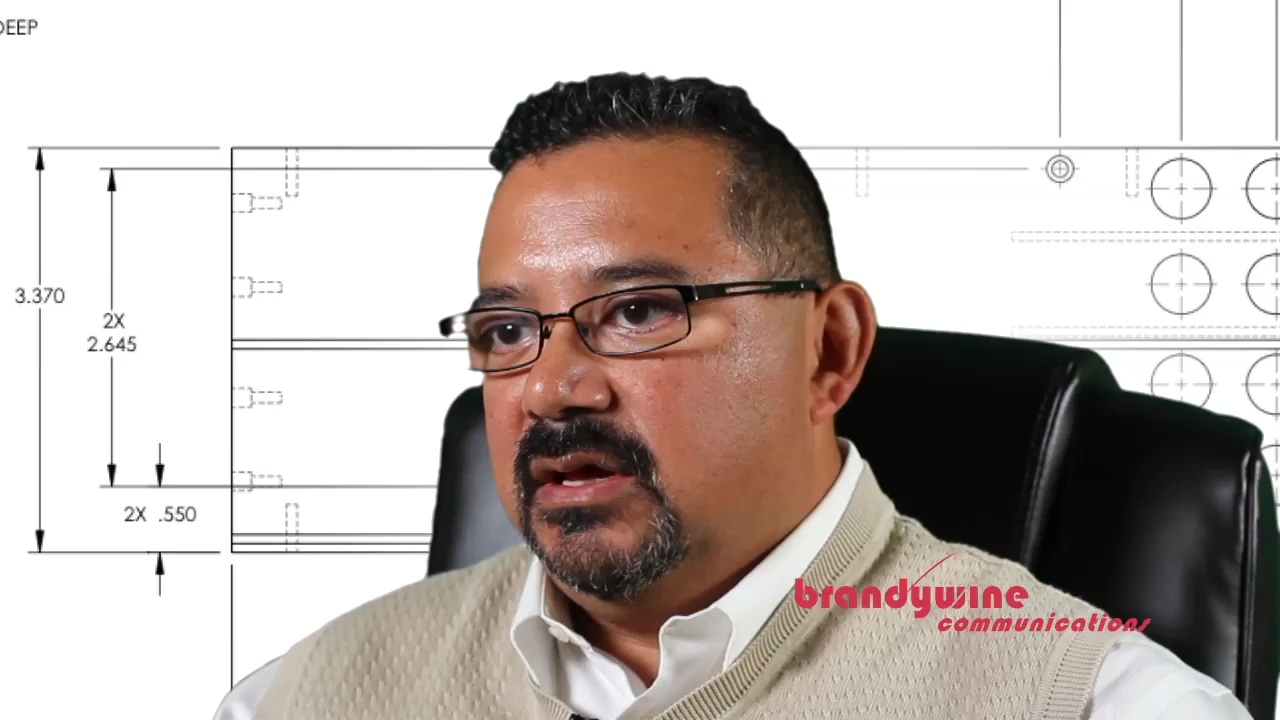 DEEP
3.370
2X
2.645
2X .550
brandywine
communications